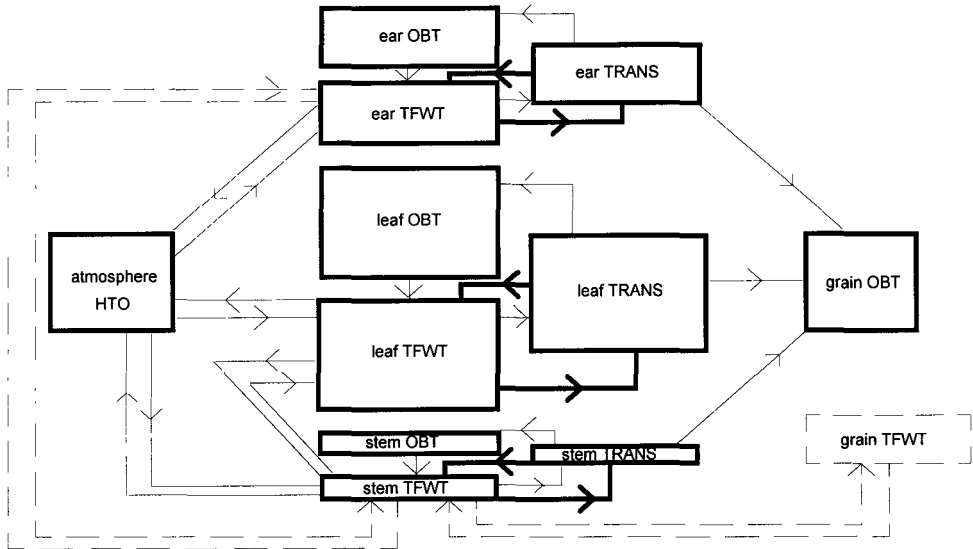 ear OBT
ear TRANS
ear TFWT
leaf OBT
atmosphere
HTO
leaf TRANS
grain OBT
leaf TFWT
stem OBT
grain TFWT
stem TRANS
stem TFWT